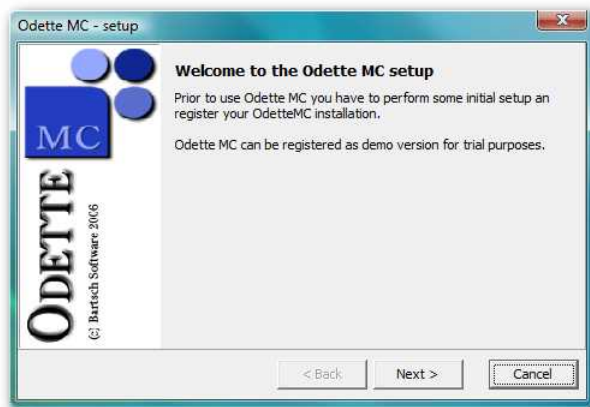 Odette MC - setup
MC
ODETTE
(c) Bartsch Software 2006
Welcome to the Odette MC setup
Prior to use Odette MC you have to perform some initial setup an
register your OdetteMC installation.
Odette MC can be registered as demo version for trial purposes.
< Back
Next >
Cancel